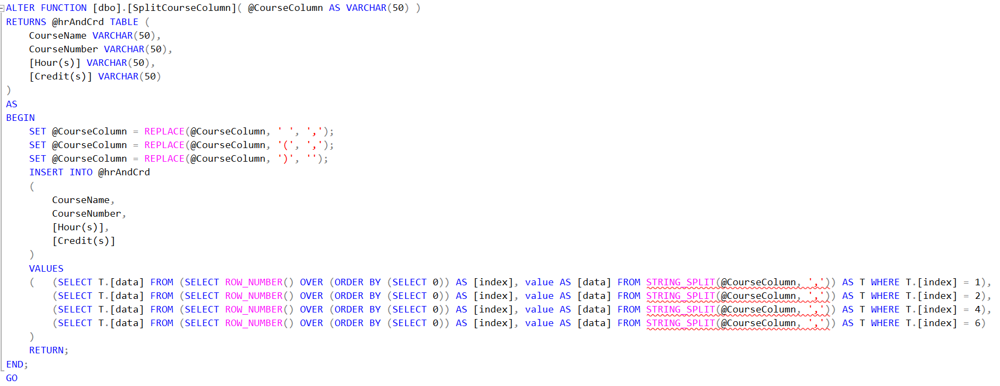 ALTER FUNCTION [dbo].[SplitCourseColumn]( @CourseColumn AS VARCHAR(50) )
RETURNS @hrAndCrd TABLE (
    CourseName VARCHAR(50),
    CourseNumber VARCHAR(50),
    [Hour(s)] VARCHAR(50),
    [Credit(s)] VARCHAR(50)
)
AS
BEGIN
    SET @CourseColumn = REPLACE(@CourseColumn, ' ', ',');
    SET @CourseColumn = REPLACE(@CourseColumn, '(', ',');
    SET @CourseColumn = REPLACE(@CourseColumn, ')', '');
    INSERT INTO @hrAndCrd
    (
        CourseName,
        CourseNumber,
        [Hour(s)],
        [Credit(s)]
    )
    VALUES
    (   (SELECT T.[data] FROM (SELECT ROW_NUMBER() OVER (ORDER BY (SELECT 0)) AS [index], value AS [data] FROM STRING_SPLIT(@CourseColumn, ',')) AS T WHERE T.[index] = 1),
        (SELECT T.[data] FROM (SELECT ROW_NUMBER() OVER (ORDER BY (SELECT 0)) AS [index], value AS [data] FROM STRING_SPLIT(@CourseColumn, ',')) AS T WHERE T.[index] = 2),
        (SELECT T.[data] FROM (SELECT ROW_NUMBER() OVER (ORDER BY (SELECT 0)) AS [index], value AS [data] FROM STRING_SPLIT(@CourseColumn, ',')) AS T WHERE T.[index] = 4),
        (SELECT T.[data] FROM (SELECT ROW_NUMBER() OVER (ORDER BY (SELECT 0)) AS [index], value AS [data] FROM STRING_SPLIT(@CourseColumn, ',')) AS T WHERE T.[index] = 6)
    )
    RETURN;
END;
GO